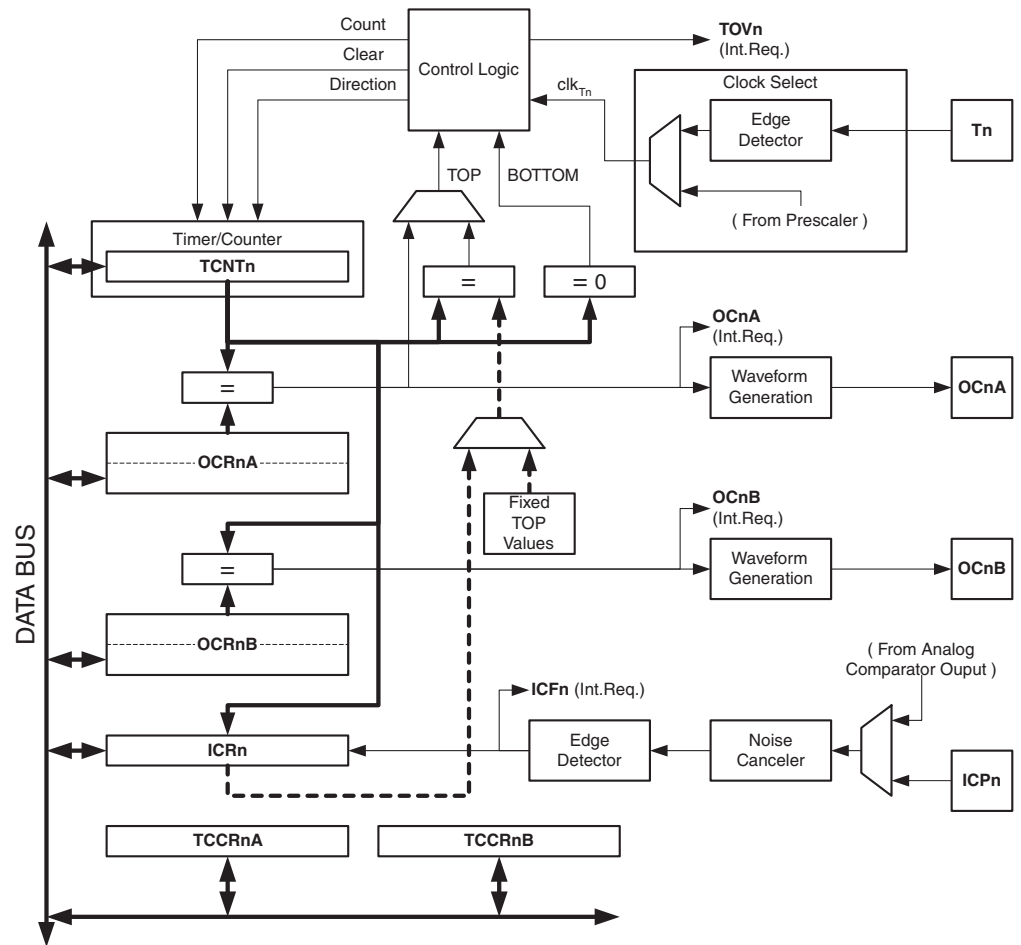 Count
Clear
Direction
Control Logic
TOVn
(Int.Req.)
clkTn
Clock Select
Edge
Detector
Tn
( From Prescaler )
TOP
BOTTOM
Timer/Counter
TCNTn
=
= 0
OCnA
(Int.Req.)
=
Waveform
Generation
OCnA
OCRnA
Fixed
TOP
Values
OCnB
(Int.Req.)
=
Waveform
Generation
OCnB
OCRnB
DATA BUS
( From Analog
Comparator Ouput )
ICFn (Int.Req.)
ICRn
Edge
Detector
Noise
Canceler
ICPn
TCCRnA
TCCRnB